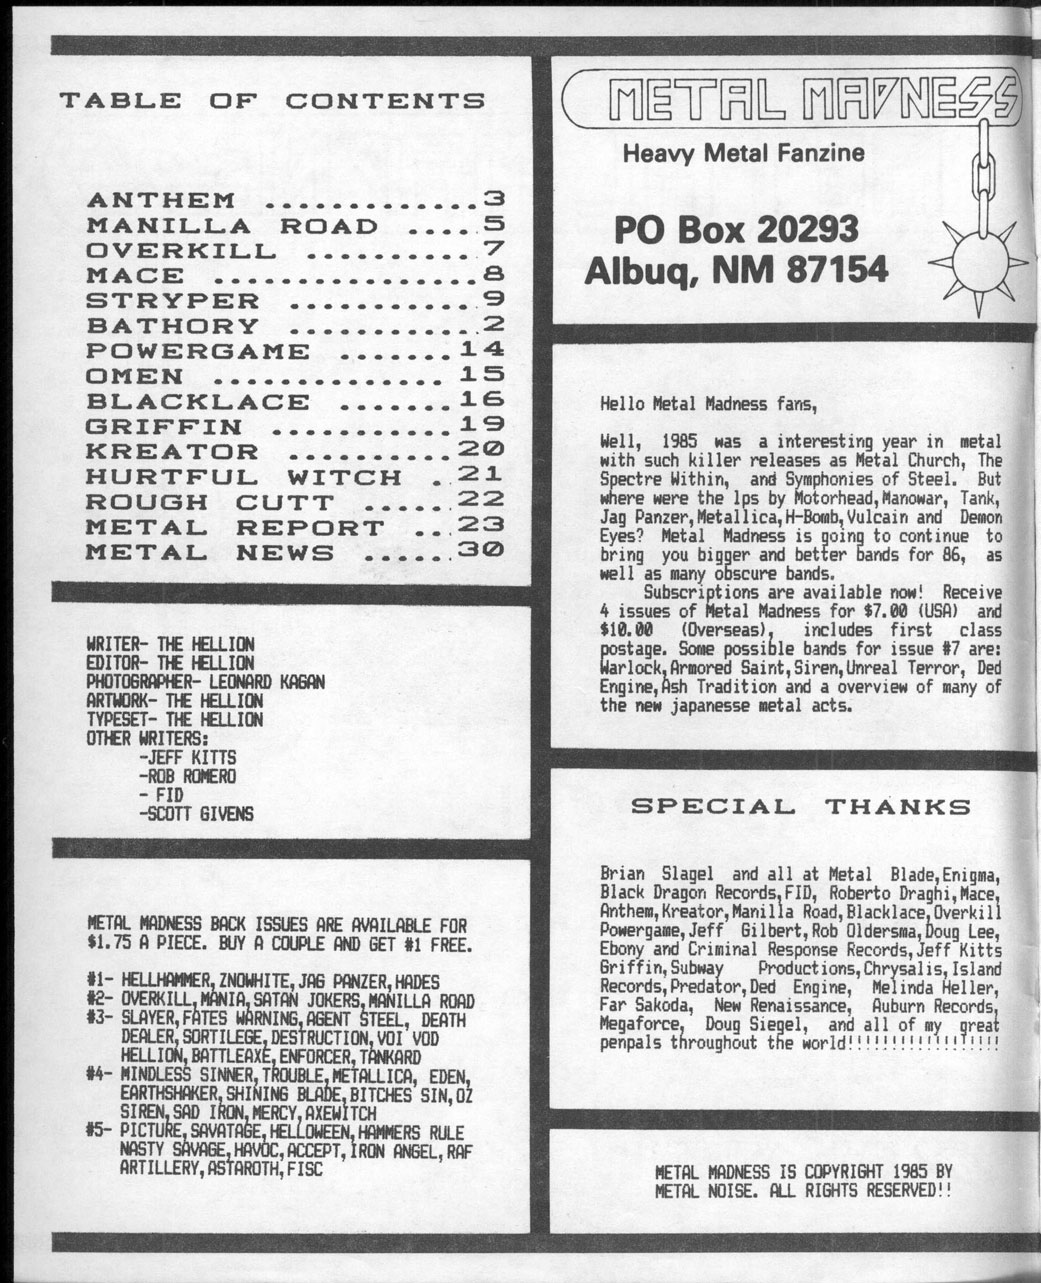 TABLE OF CONTENTS
ANTHEM .............3
MANILLA ROAD .....5
OVERKILL ..........7
MACE ................8
STRYPER ............9
BATHORY ............2
POWERGAME .......14
OMEN ..............15
BLACKLACE .......16
GRIFFIN ...........19
KREATOR ..........20
HURTFUL WITCH ..21
ROUGH CUTT ......22
METAL REPORT ...23
METAL NEWS ......30
WRITER- THE HELLION
EDITOR- THE HELLION
PHOTOGRAPHER- LEONARD KAGAN
ARTWORK- THE HELLION
TYPESET- THE HELLION
OTHER WRITERS:
-JEFF KITTS
-ROB ROMERO
- FID
-SCOTT GIVENS
METAL MADNESS BACK ISSUES ARE AVAILABLE FOR
$1.75 A PIECE. BUY A COUPLE AND GET #1 FREE.
#1- HELLHAMMER,ZNOWHITE,JAG PANZER,HADES
#2- OVERKILL,MANIA,SATAN JOKERS,MANILLA ROAD
#3- SLAYER,FATES WARNING,AGENT STEEL, DEATH
DEALER,SORTILEGE,DESTRUCTION,VOI VOD
HELLION,BATTLEAXE,ENFORCER,TANKARD
#4- MINDLESS SINNER,TROUBLE,METALLICA, EDEN,
EARTHSHAKER,SHINING BLADE,BITCHES SIN,OZ
SIREN,SAD IRON,MERCY,AXEWITCH
#5- PICTURE,SAVATAGE,HELLOWEEN,HAMMERS RULE
NASTY SAVAGE,HAVOC,ACCEPT,IRON ANGEL,RAF
ARTILLERY,ASTAROTH,FISC
METAL MADNESS
Heavy Metal Fanzine
PO Box 20293
Albuq, NM 87154
Hello Metal Madness fans,
Well, 1985 was a interesting year in metal
with such killer releases as Metal Church, The
Spectre Within, and Symphonies of Steel. But
where were the lps by Motorhead,Manowar, Tank,
Jag Panzer,Metallica,H-Bomb,Vulcain and Demon
Eyes? Metal Madness is going to continue to
bring you bigger and better bands for 86, as
well as many obscure bands.
Subscriptions are available now! Receive
4 issues of Metal Madness for $7.00 (USA) and
$10.00 (Overseas), includes first class
postage. Some possible bands for issue #7 are:
Warlock,Armored Saint,Siren,Unreal Terror, Ded
Engine,Ash Tradition and a overview of many of
the new japanesse metal acts.
SPECIAL THANKS
Brian Slagel and all at Metal Blade,Enigma,
Black Dragon Records,FID, Roberto Draghi,Mace,
Anthem,Kreator,Manilla Road,Blacklace,Overkill
Powergame,Jeff Gilbert,Rob Oldersma,Doug Lee,
Ebony and Criminal Response Records,Jeff Kitts
Griffin,Subway Productions,Chrysalis,Island
Records,Predator,Ded Engine, Melinda Heller,
Far Sakoda, New Renaissance, Auburn Records,
Megaforce, Doug Siegel, and all of my great
penpals throughout the world!!!!!!!!!!!!!!!!!!
METAL MADNESS IS COPYRIGHT 1985 BY
METAL NOISE. ALL RIGHTS RESERVED!!